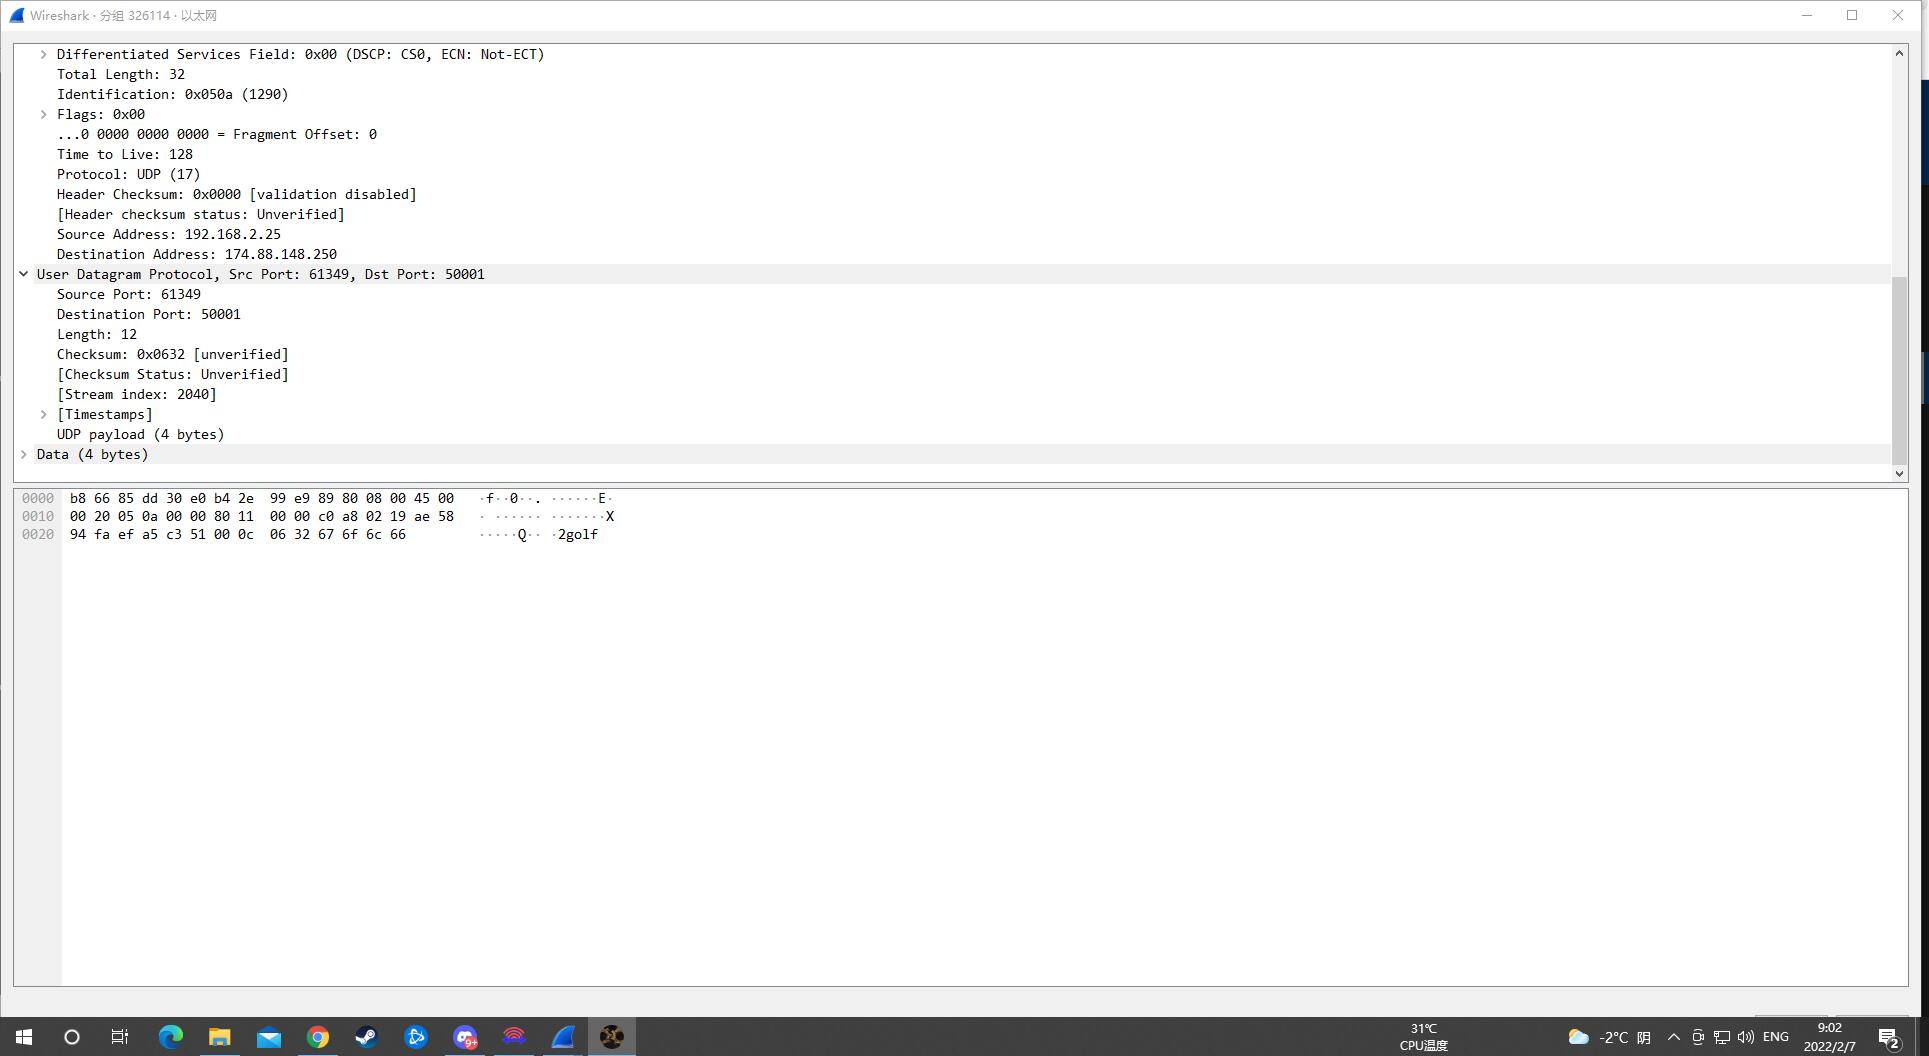 Wireshark · 分组 326114 · 以太网
Differentiated Services Field: 0x00 (DSCP: CS0, ECN: Not-ECT)
Total Length: 32
Identification: 0x050a (1290)
Flags: 0x00
...0 0000 0000 0000 = Fragment Offset: 0
Time to Live: 128
Protocol: UDP (17)
Header Checksum: 0x0000 [validation disabled]
[Header checksum status: Unverified]
Source Address: 192.168.2.25
Destination Address: 174.88.148.250
User Datagram Protocol, Src Port: 61349, Dst Port: 50001
Source Port: 61349
Destination Port: 50001
Length: 12
Checksum: 0x0632 [unverified]
[Checksum Status: Unverified]
[Stream index: 2040]
[Timestamps]
UDP payload (4 bytes)
Data (4 bytes)
0000 b8 66 85 dd 30 e0 b4 2e 99 e9 89 80 08 00 45 00 ·f··0··. ······E·
0010 00 20 05 0a 00 00 80 11 00 00 c0 a8 02 19 ae 58 · ······ ·······X
0020 94 fa ef a5 c3 51 00 0c 06 32 67 6f 6c 66 ·····Q·· ·2golf
9+
31℃
CPU温度
-2°C 阴
ENG
9:02
2022/2/7
2